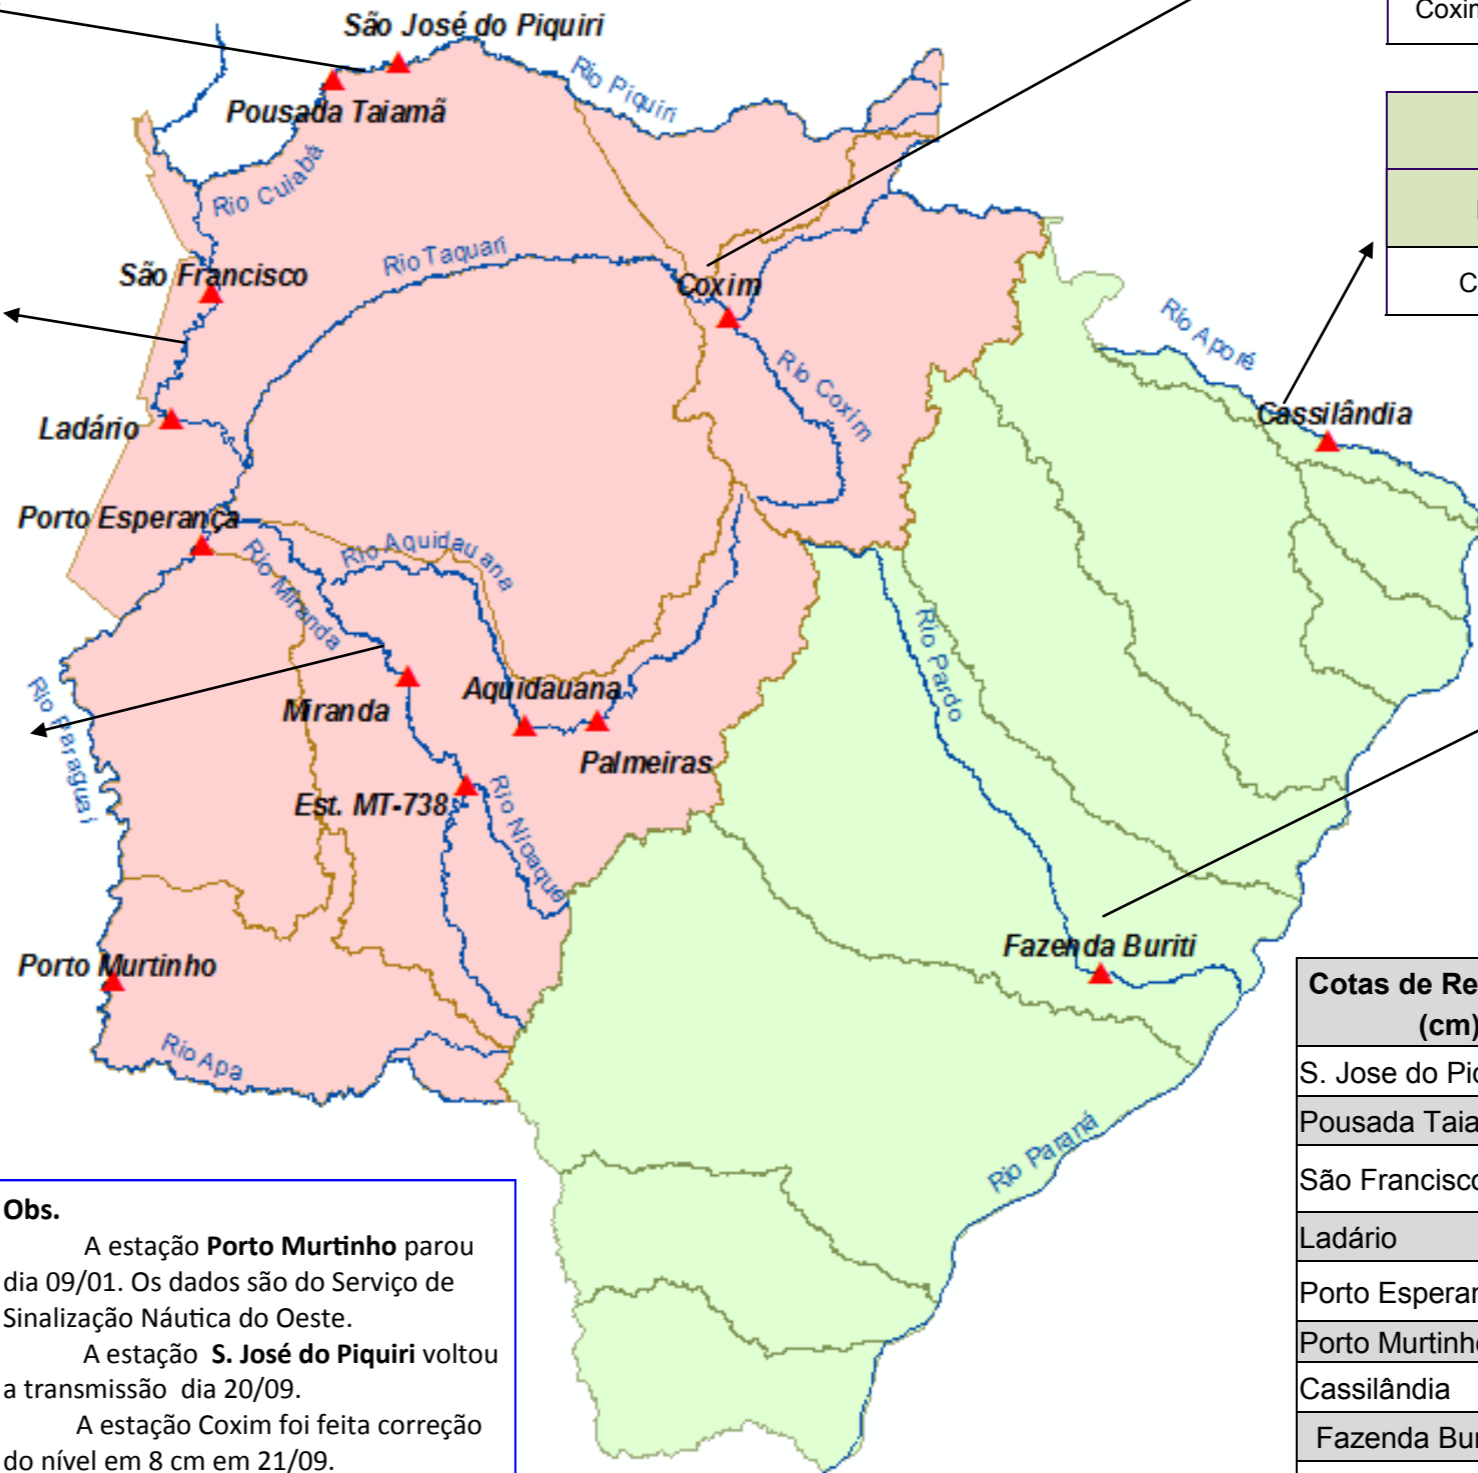 São José do Piquiri
Coxim
Rio Piquiri
Pousada Taiamã
Rio Cuiabá
Rio Taquari
São Francisco
Coxim
C
Rio Aporé
Rio Coxim
Cassilândia
Ladário
Porto Esperança
Rio Miranda
Rio Aquidauana
Rio Pardo
Rio Paraguai
Miranda
Aquidauana
Palmeiras
Est. MT-738
Rio Nioaque
Fazenda Buriti
Porto Murtinho
Rio Apa
Rio Paraná
Cotas de Re
(cm)
S. Jose do Pi
Pousada Taia
São Francisco
Ladário
Porto Esperan
Porto Murtinho
Cassilândia
Fazenda Bur
Obs.
A estação Porto Murtinho parou
dia 09/01. Os dados são do Serviço de
Sinalização Náutica do Oeste.
A estação S. José do Piquiri voltou
a transmissão dia 20/09.
A estação Coxim foi feita correção
do nível em 8 cm em 21/09.